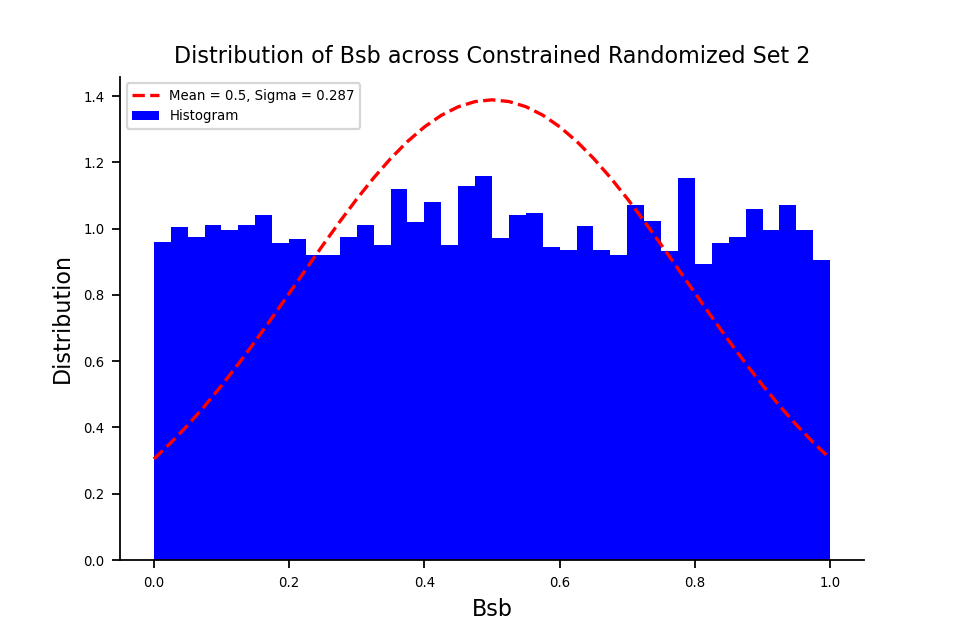 Distribution of Bsb across Constrained Randomized Set 2
Mean = 0.5, Sigma = 0.287
Histogram
Distribution
1.4
1.2
1.0
0.8
0.6
0.4
0.2
0.0
0.0 0.2 0.4 0.6 0.8 1.0
Bsb